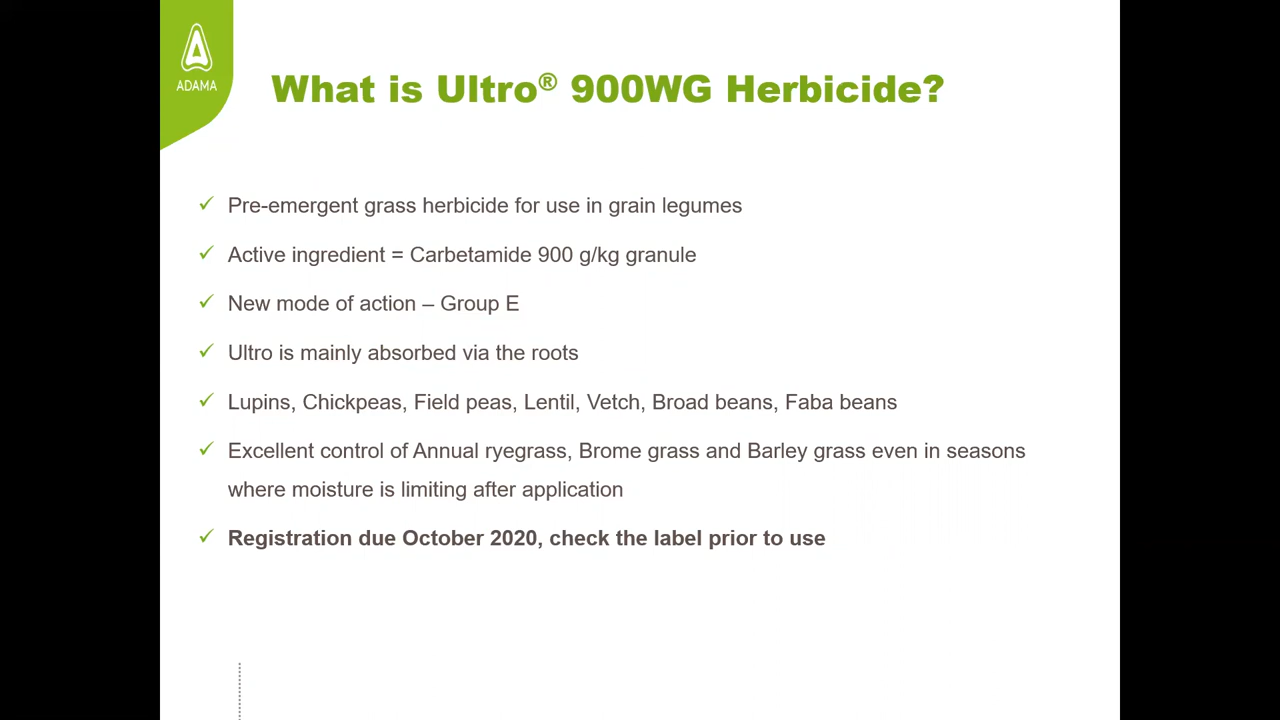 ADAMA
What is Ultro® 900WG Herbicide?
✓ Pre-emergent grass herbicide for use in grain legumes
✓ Active ingredient = Carbetamide 900 g/kg granule
✓ New mode of action – Group E
✓ Ultro is mainly absorbed via the roots
✓ Lupins, Chickpeas, Field peas, Lentil, Vetch, Broad beans, Faba beans
✓ Excellent control of Annual ryegrass, Brome grass and Barley grass even in seasons
where moisture is limiting after application
✓ Registration due October 2020, check the label prior to use